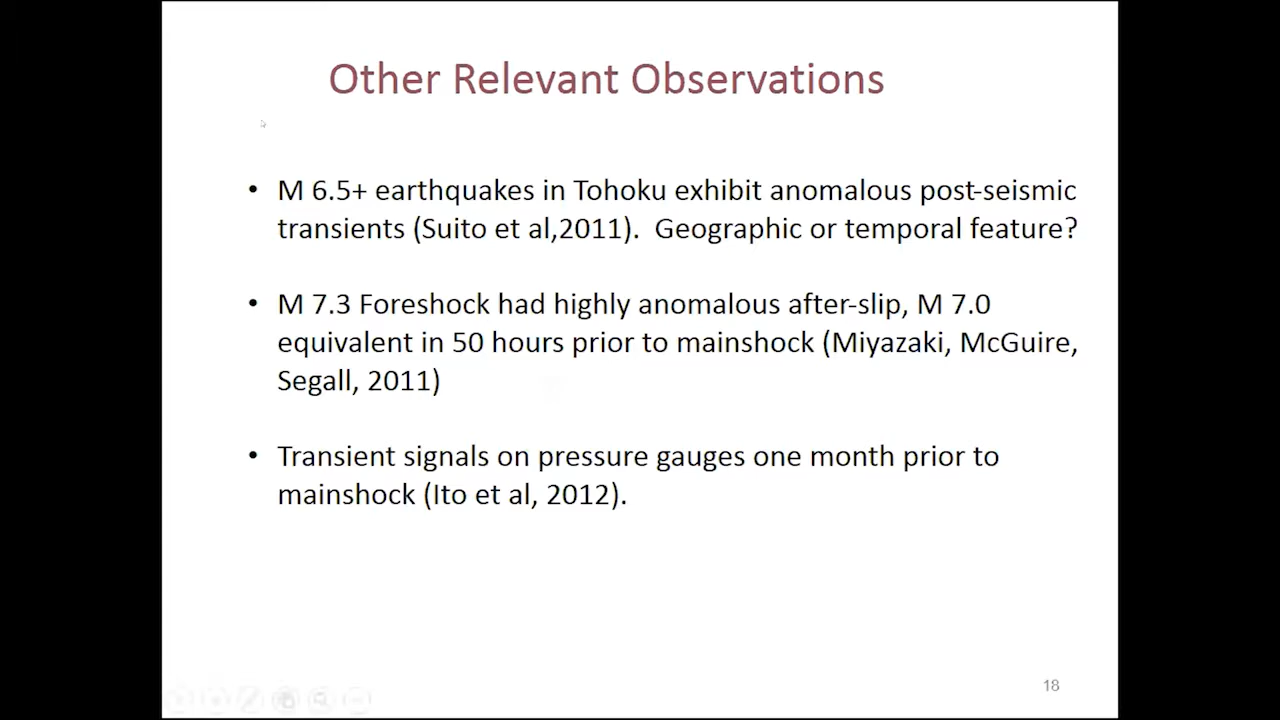 Other Relevant Observations
• M 6.5+ earthquakes in Tohoku exhibit anomalous post-seismic
transients (Suito et al,2011).  Geographic or temporal feature?
• M 7.3 Foreshock had highly anomalous after-slip, M 7.0
equivalent in 50 hours prior to mainshock (Miyazaki, McGuire,
Segall, 2011)
• Transient signals on pressure gauges one month prior to
mainshock (Ito et al, 2012).
18